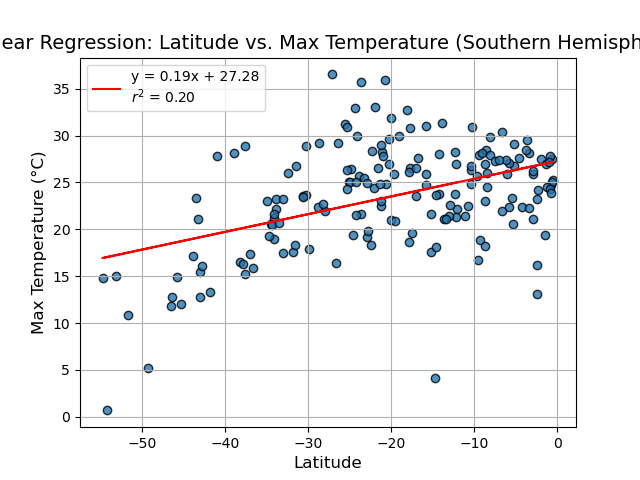 ear Regression: Latitude vs. Max Temperature (Southern Hemisph
y = 0.19x + 27.28
r² = 0.20
Max Temperature (°C)
35
30
25
20
15
10
5
0
−50
−40
−30
−20
−10
0
Latitude